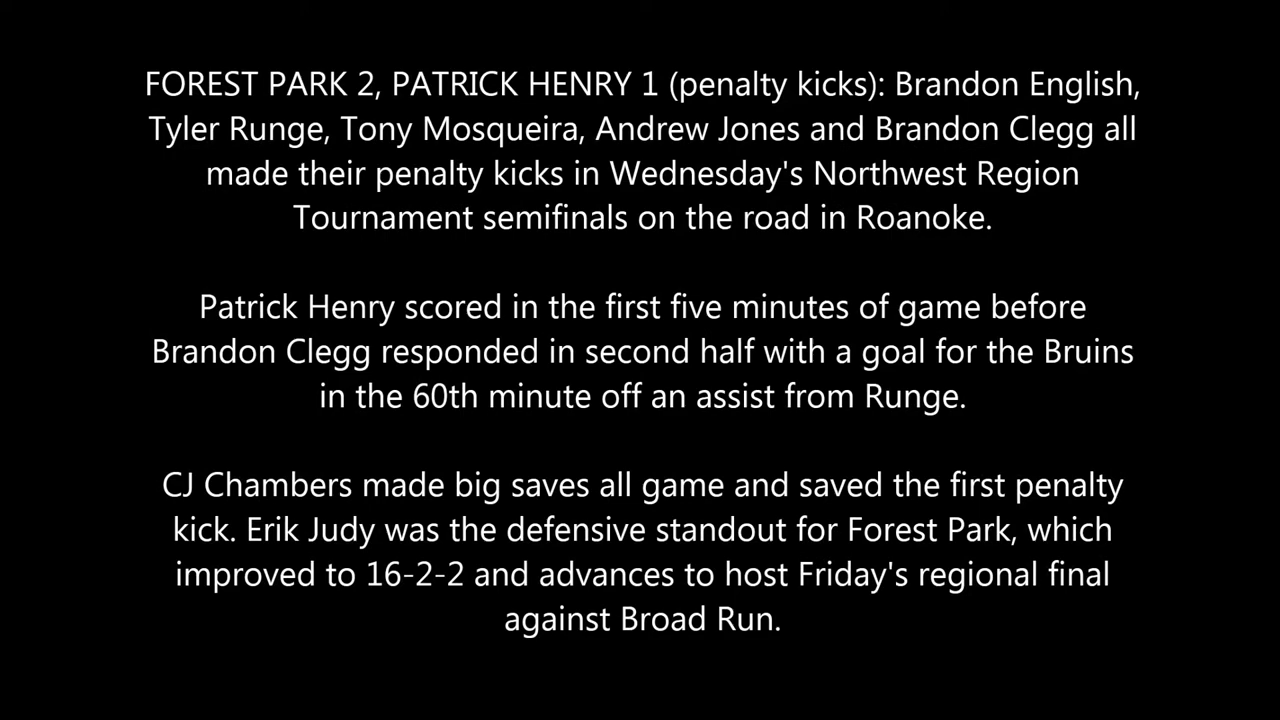 FOREST PARK 2, PATRICK HENRY 1 (penalty kicks): Brandon English,
Tyler Runge, Tony Mosqueira, Andrew Jones and Brandon Clegg all
made their penalty kicks in Wednesday's Northwest Region
Tournament semifinals on the road in Roanoke.
Patrick Henry scored in the first five minutes of game before
Brandon Clegg responded in second half with a goal for the Bruins
in the 60th minute off an assist from Runge.
CJ Chambers made big saves all game and saved the first penalty
kick. Erik Judy was the defensive standout for Forest Park, which
improved to 16-2-2 and advances to host Friday's regional final
against Broad Run.